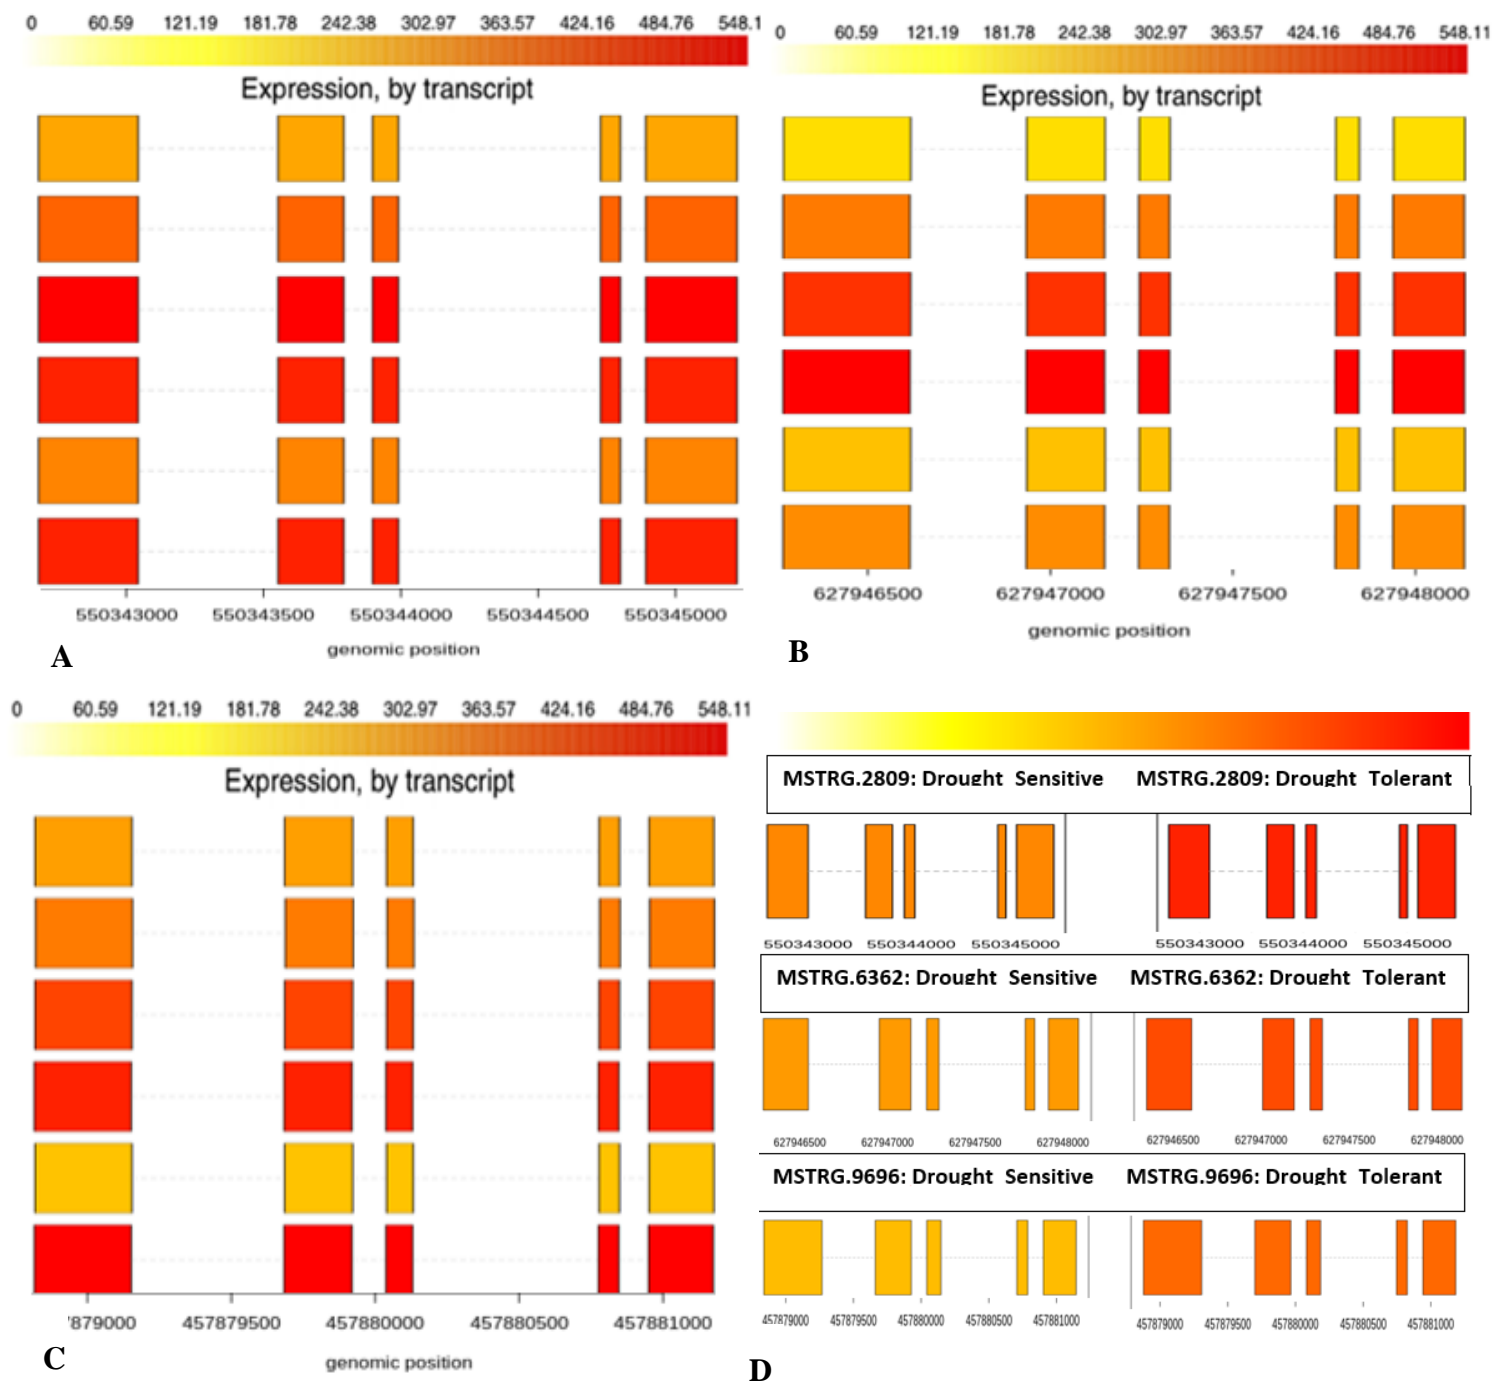 0 60.59 121.19 181.78 242.38 302.97 363.57 424.16 484.76 548.1
Expression, by transcript
550343000 550343500 550344000 550344500 550345000
genomic position
A
0 60.59 121.19 181.78 242.38 302.97 363.57 424.16 484.76 548.11
Expression, by transcript
627946500 627947000 627947500 627948000
genomic position
B
0 60.59 121.19 181.78 242.38 302.97 363.57 424.16 484.76 548.11
Expression, by transcript
'879000 457879500 457880000 457880500 457881000
genomic position
C
MSTRG.2809: Drought Sensitive MSTRG.2809: Drought Tolerant
550343000 550344000 550345000 550343000 550344000 550345000
MSTRG.6362: Drought Sensitive MSTRG.6362: Drought Tolerant
627946500 627947000 627947500 627948000 627946500 627947000 627947500 627948000
MSTRG.9696: Drought Sensitive MSTRG.9696: Drought Tolerant
457879000 457879500 457880000 457880500 457881000 457879000 457879500 457880000 457880500 457881000
D